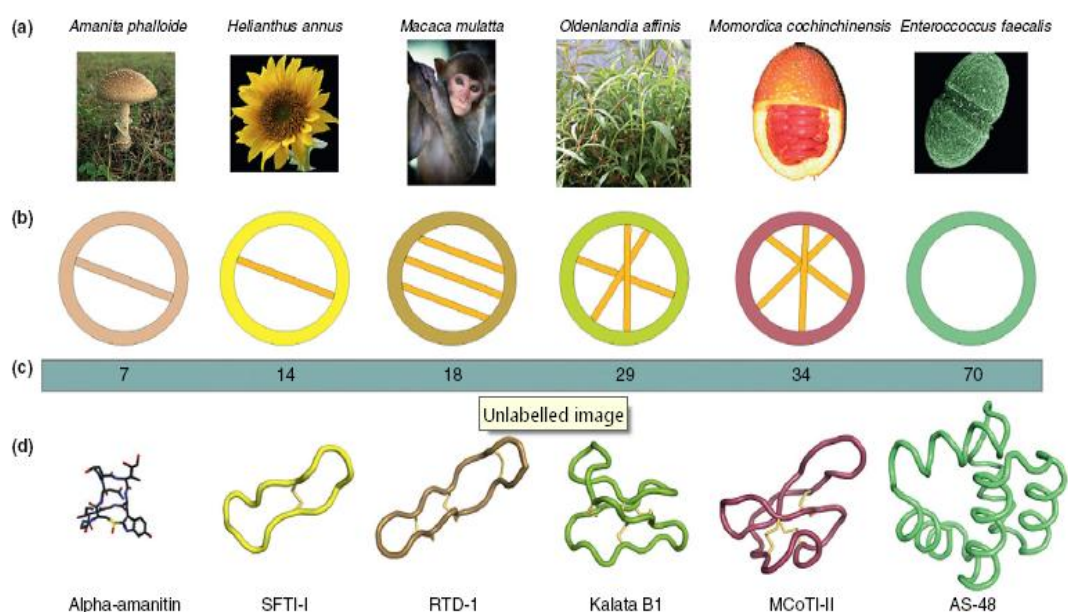 (a) Amanita phalloide Helianthus annus Macaca mulatta Oldenlandia affinis Momordica cochinchinensis Enteroccoccus faecalis
(b)
(c) 7 14 18 29 34 70
Unlabelled image
(d)
Alpha-amanitin SFTI-I RTD-1 Kalata B1 MCoTI-II AS-48